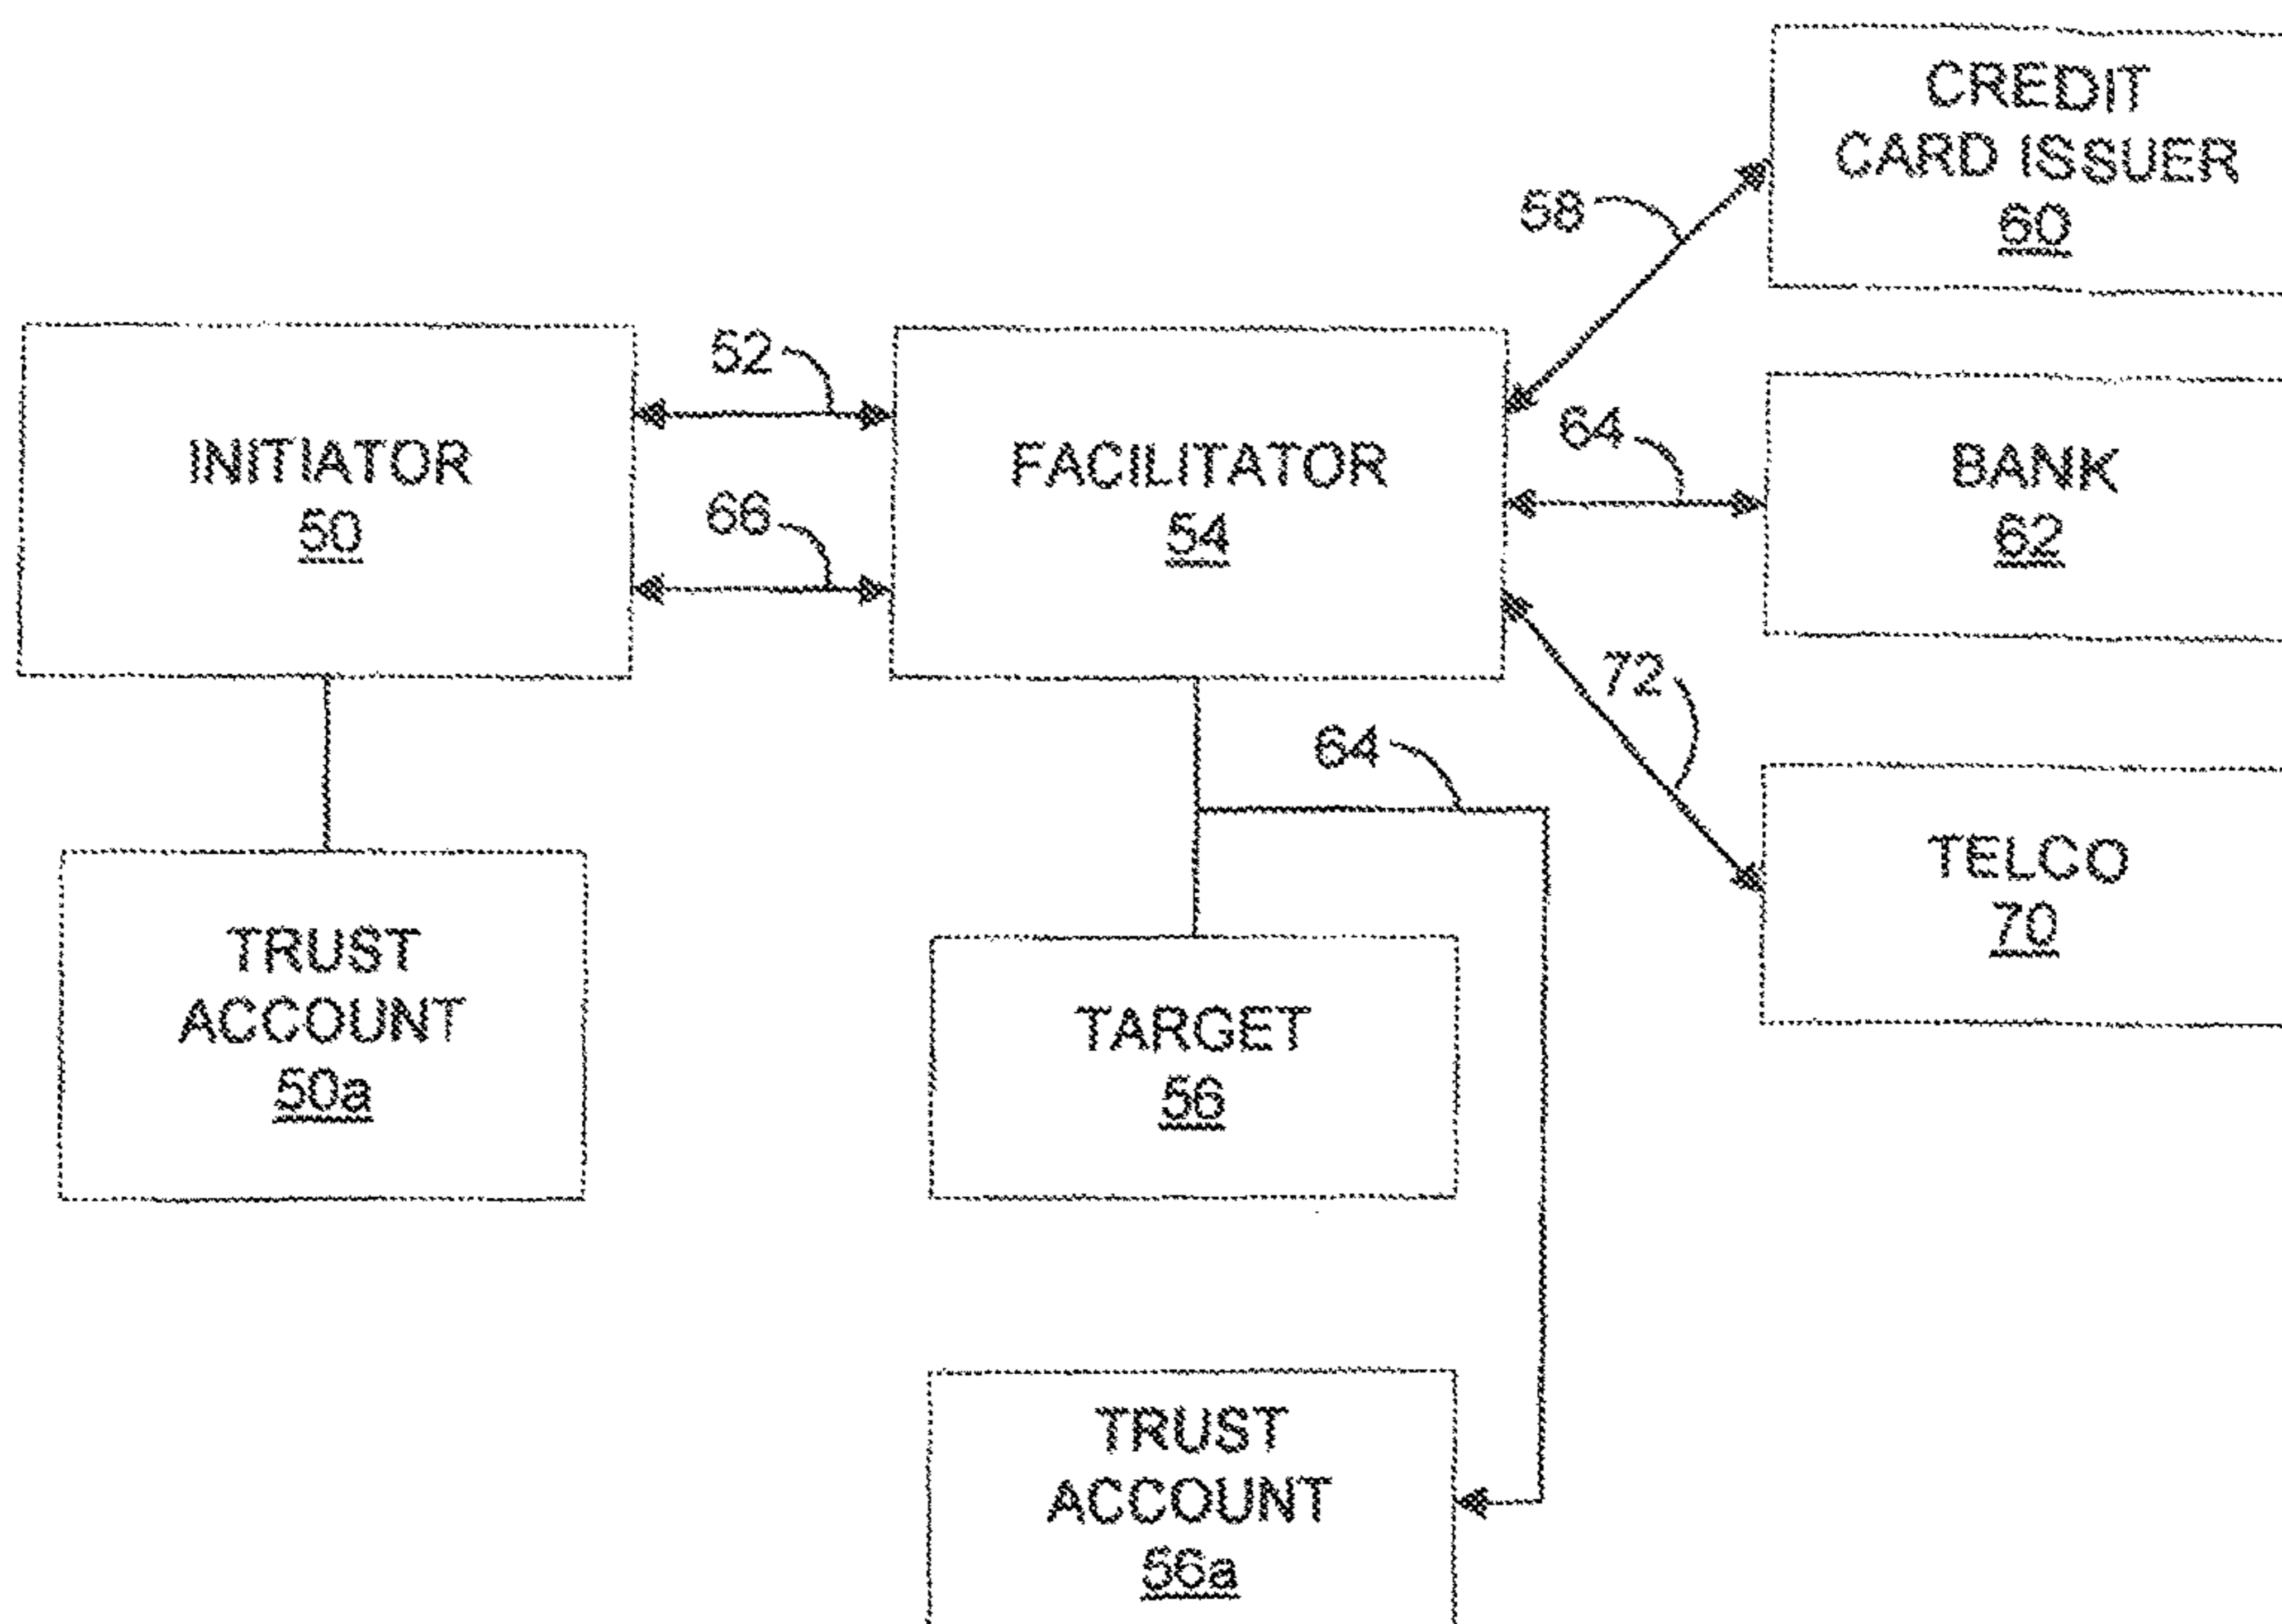 CREDIT
CARD ISSUER
60
58
52
INITIATOR
50
66
FACILITATOR
54
64
BANK
62
72
64
TELCO
70
TRUST
ACCOUNT
50a
TARGET
56
TRUST
ACCOUNT
56a